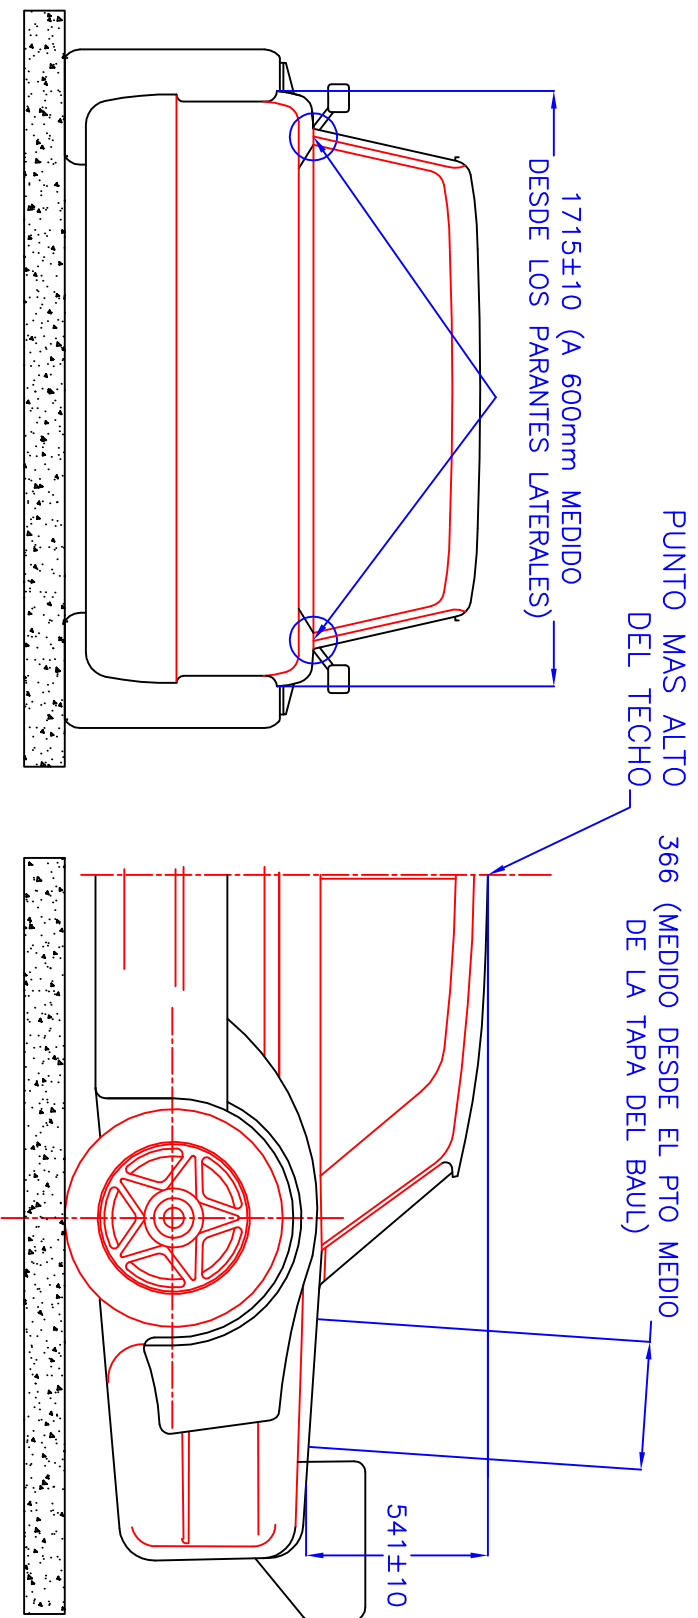 1715±10 (A 600mm MEDIDO
DESDE LOS PARANTES LATERALES)
PUNTO MAS ALTO
DEL TECHO
366 (MEDIDO DESDE EL PTO MEDIO
DE LA TAPA DEL BAUL)
541±10